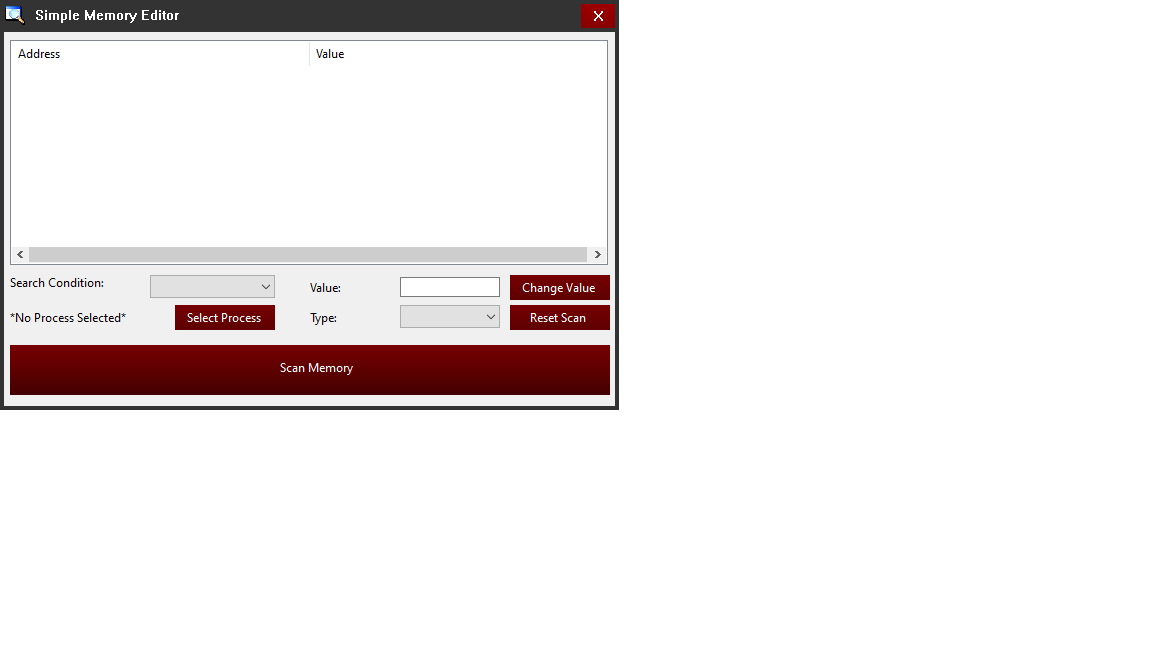 Simple Memory Editor
Address Value
Search Condition: Value: Change Value
*No Process Selected* Select Process Type: Reset Scan
Scan Memory